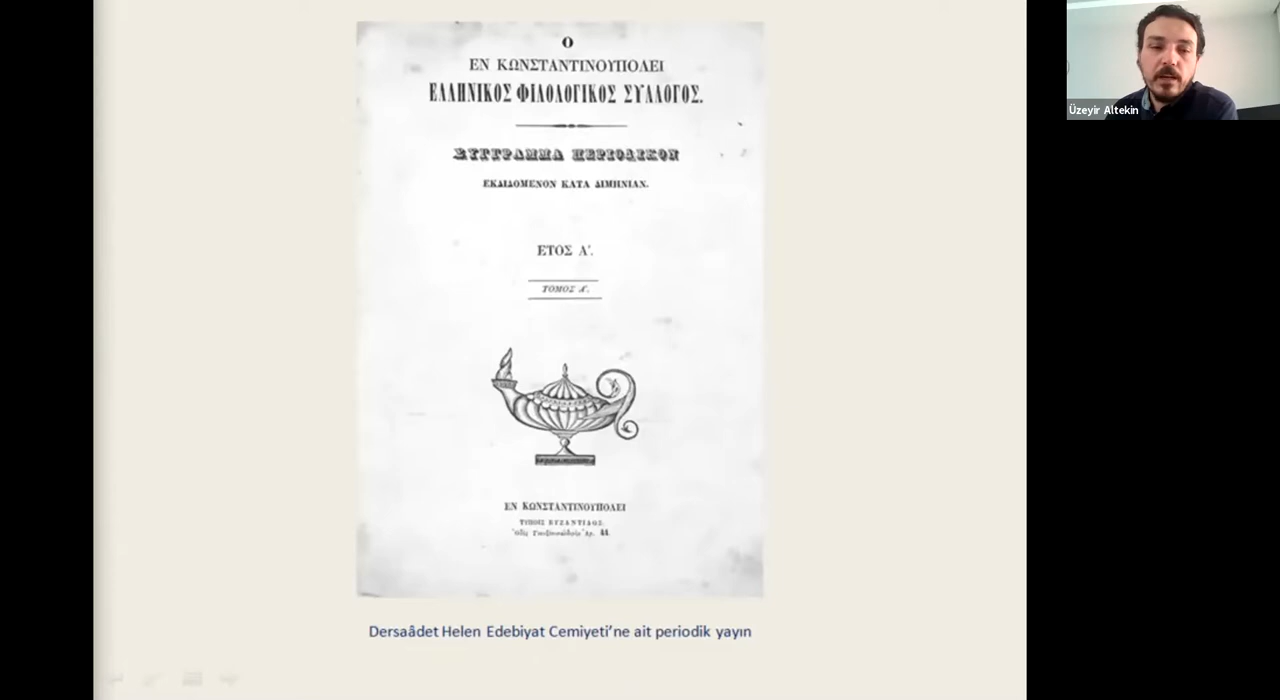 Ο
ΕΝ ΚΩΝΣΤΑΝΤΙΝΟΥΠΟΛΕΙ
ΕΛΛΗΝΙΚΟΣ ΦΙΛΟΛΟΓΙΚΟΣ ΣΥΛΛΟΓΟΣ.
ΣΥΓΓΡΑΜΜΑ ΠΕΡΙΟΔΙΚΟΝ
ΕΚΔΙΔΟΜΕΝΟΝ ΚΑΤΑ ΔΙΜΗΝΙΑΝ.
ΕΤΟΣ Α'.
ΤΟΜΟΣ Α'.
ΕΝ ΚΩΝΣΤΑΝΤΙΝΟΥΠΟΛΕΙ
ΤΥΠΟΙΣ ΒΥΖΑΝΤΙΔΟΣ.
Dersaâdet Helen Edebiyat Cemiyeti’ne ait periodik yayın
Üzeyir Altekin